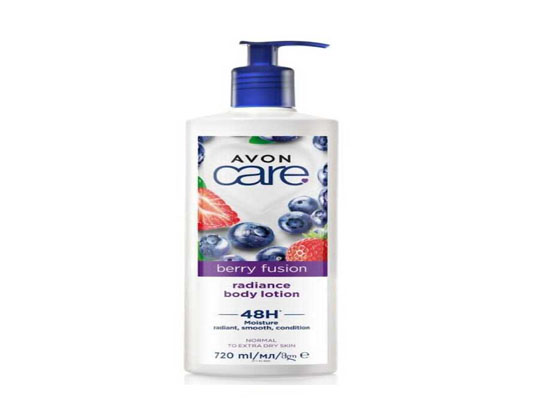 AVON
care
berry fusion
radiance
body lotion
48H*
Moisture
radiant, smooth, condition
NORMAL
TO EXTRA DRY SKIN
720 ml/мл/მლ e